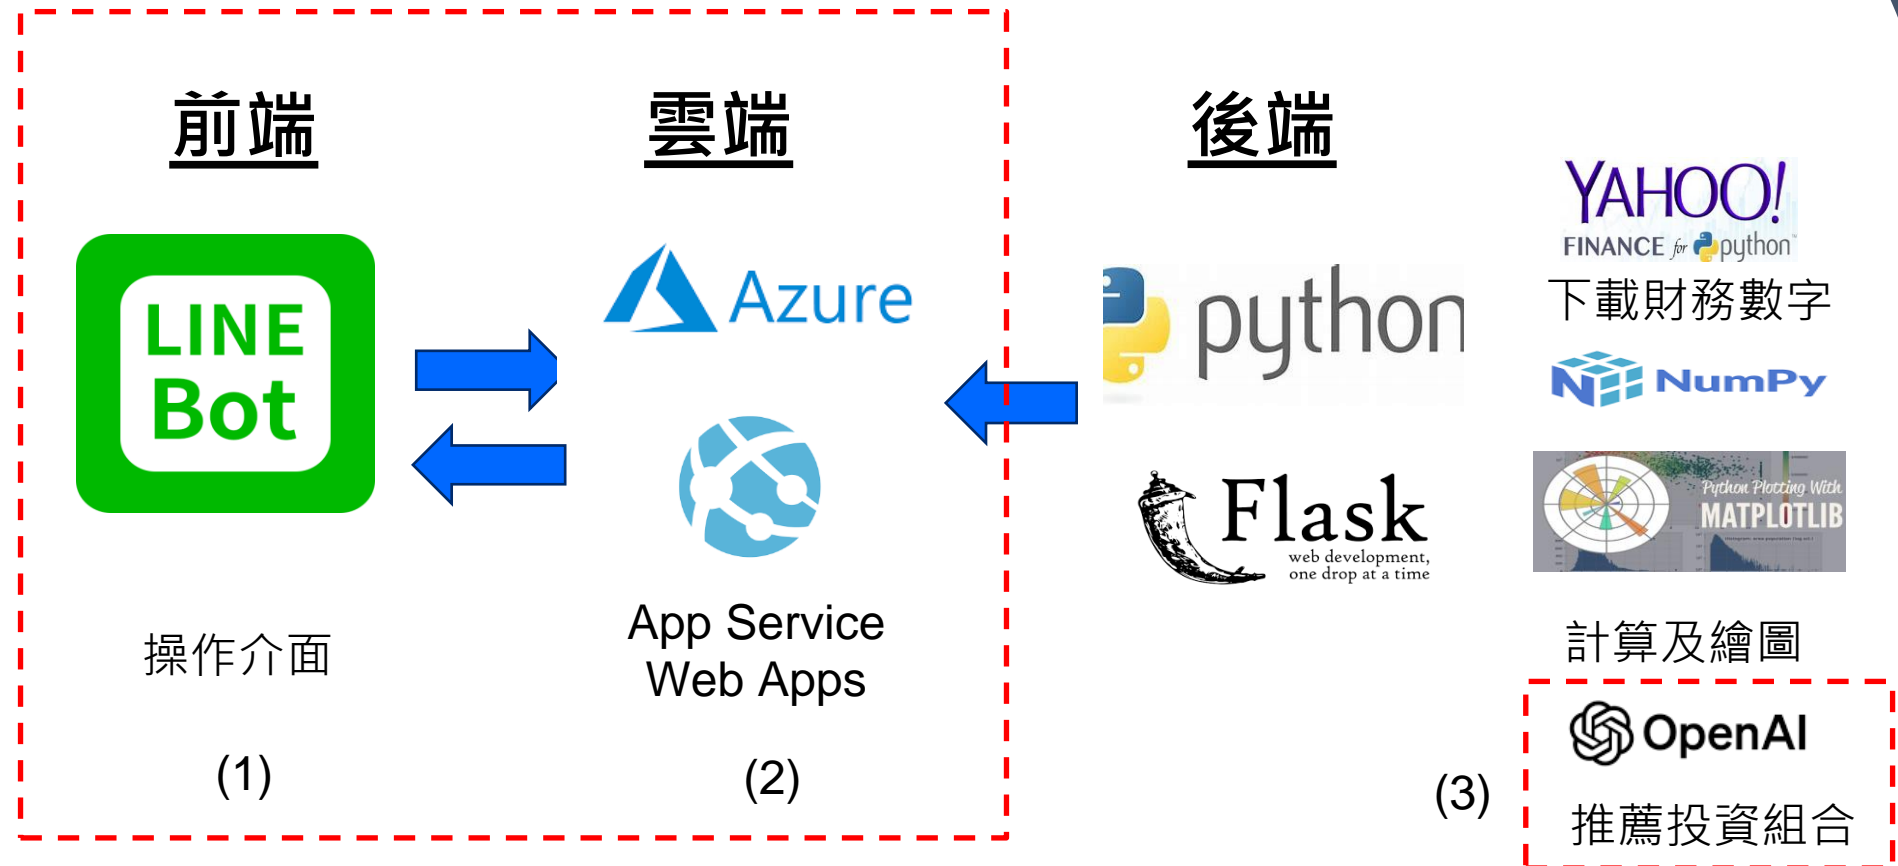 前端
雲端
後端
LINE
Bot
Azure
python
YAHOO!
FINANCE for python
下載財務數字
NumPy
Flask
web development,
one drop at a time
Python Plotting With
MATPLOTLIB
操作介面
App Service
Web Apps
計算及繪圖
OpenAI
推薦投資組合
(1)
(2)
(3)